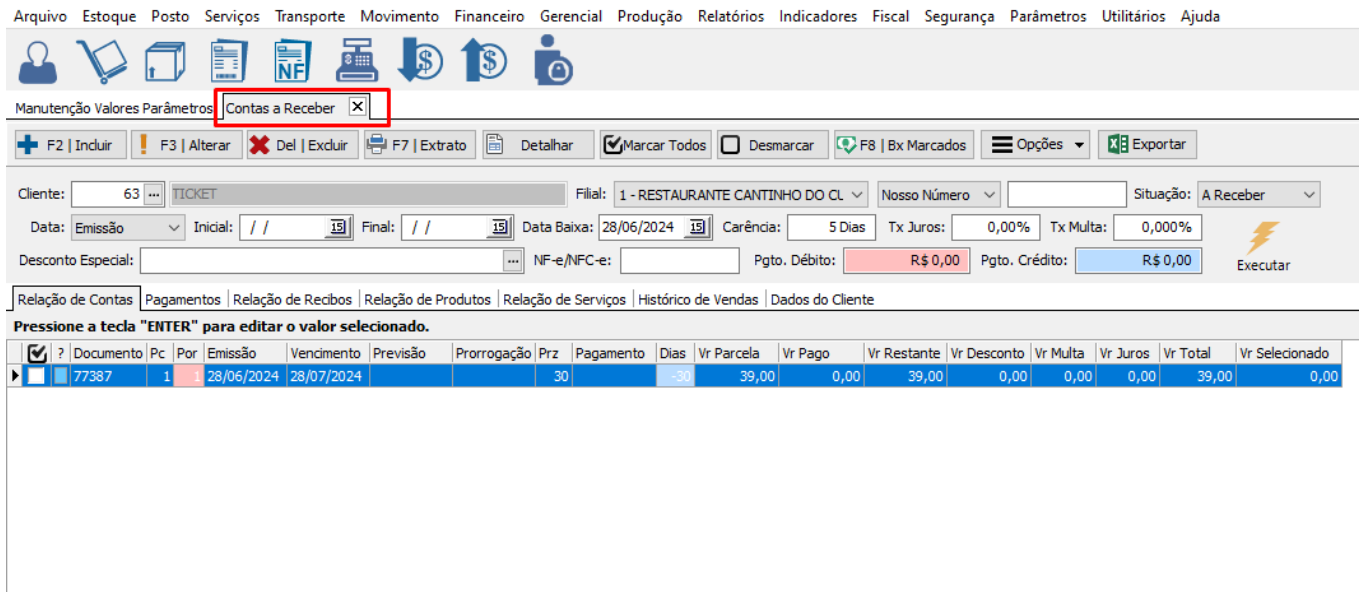 Arquivo Estoque Posto Serviços Transporte Movimento Financeiro Gerencial Produção Relatórios Indicadores Fiscal Segurança Parâmetros Utilitários Ajuda
NF
Manutenção Valores Parâmetros Contas a Receber
F2 | Incluir F3 | Alterar Del | Excluir F7 | Extrato Detalhar Marcar Todos Desmarcar F8 | Bx Marcados Opções Exportar
Cliente: 63 ... TICKET Filial: 1 - RESTAURANTE CANTINHO DO Nosso Número Situação: A Receber
Data: Emissão Inicial: / / 15 Final: / / 15 Data Baixa: 28/06/2024 15 Carência: 5 Dias Tx Juros: 0,00% Tx Multa: 0,000%
Desconto Especial: ... NF-e/NFC-e: Pgto. Débito: R$ 0,00 Pgto. Crédito: R$ 0,00 Executar
Relação de Contas Pagamentos Relação de Recibos Relação de Produtos Relação de Serviços Histórico de Vendas Dados do Cliente
Pressione a tecla "ENTER" para editar o valor selecionado.
? Documento Pc Por Emissão Vencimento Previsão Prorrogação Prz Pagamento Dias Vr Parcela Vr Pago Vr Restante Vr Desconto Vr Multa Vr Juros Vr Total Vr Selecionado
77387 1 1 28/06/2024 28/07/2024 30 -30 39,00 0,00 39,00 0,00 0,00 0,00 39,00 0,00